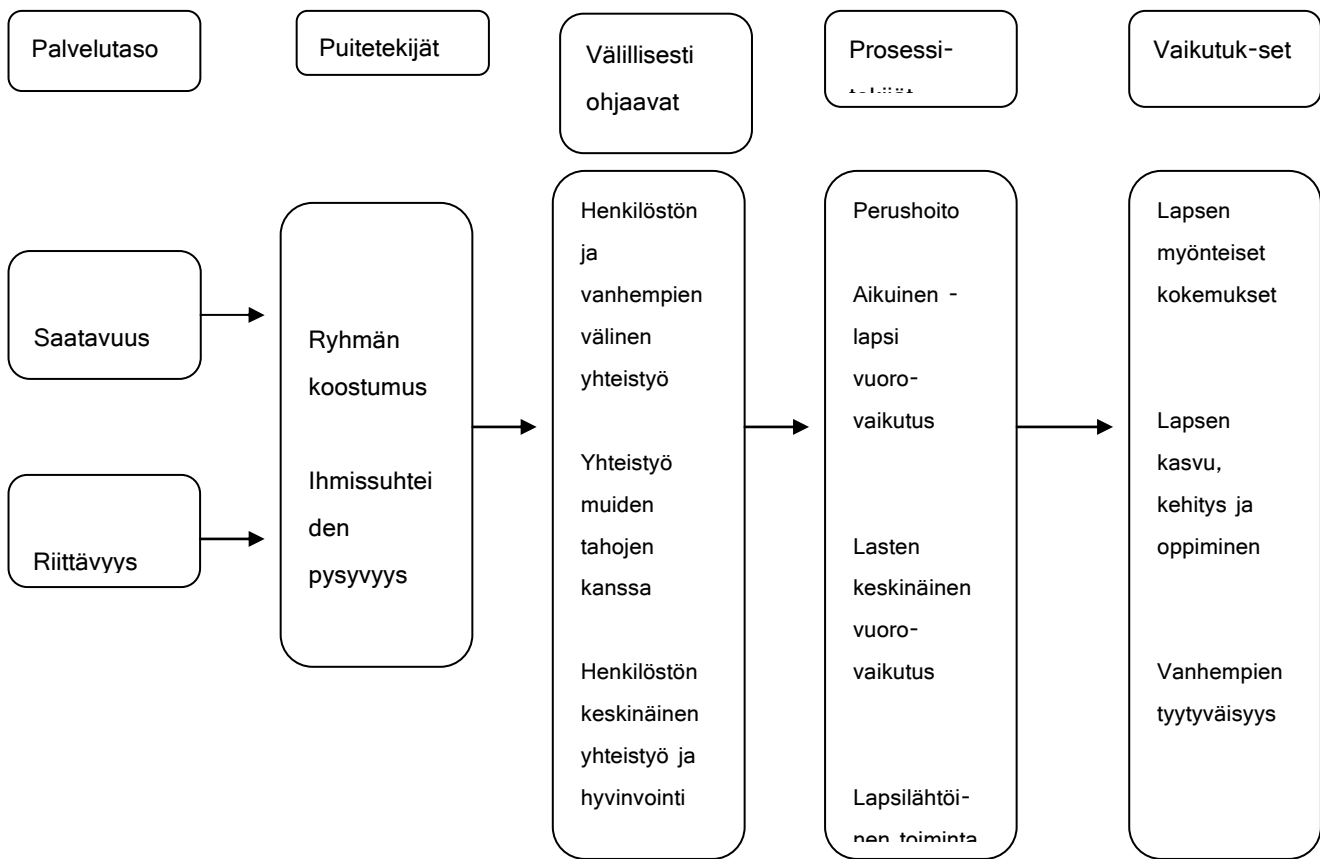 Palvelutaso
Puitetekijät
Välillisesti
ohjaavat
Prosessi-
tekijät
Vaikutuk-set
Saatavuus
Riittävyys
Ryhmän
koostumus
Ihmissuhtei
den
pysyvyys
Henkilöstön
ja
vanhempien
välinen
yhteistyö
Yhteistyö
muiden
tahojen
kanssa
Henkilöstön
keskinäinen
yhteistyö ja
hyvinvointi
Perushoito
Aikuinen -
lapsi
vuoro-
vaikutus
Lasten
keskinäinen
vuoro-
vaikutus
Lapsilähtöi-
nen toiminta
Lapsen
myönteiset
kokemukset
Lapsen
kasvu,
kehitys ja
oppiminen
Vanhempien
tyytyväisyys